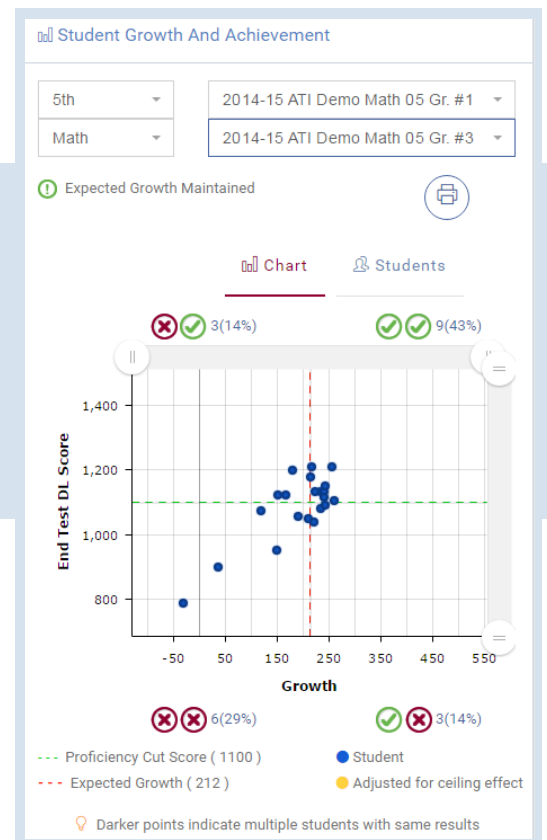 Student Growth And Achievement
5th
2014-15 ATI Demo Math 05 Gr. #1
Math
2014-15 ATI Demo Math 05 Gr. #3
Expected Growth Maintained
Chart
Students
3(14%)
9(43%)
1,400
1,200
1,000
800
End Test DL Score
-50 50 150 250 350 450 550
Growth
6(29%)
3(14%)
--- Proficiency Cut Score ( 1100 )
Student
--- Expected Growth ( 212 )
Adjusted for ceiling effect
Darker points indicate multiple students with same results